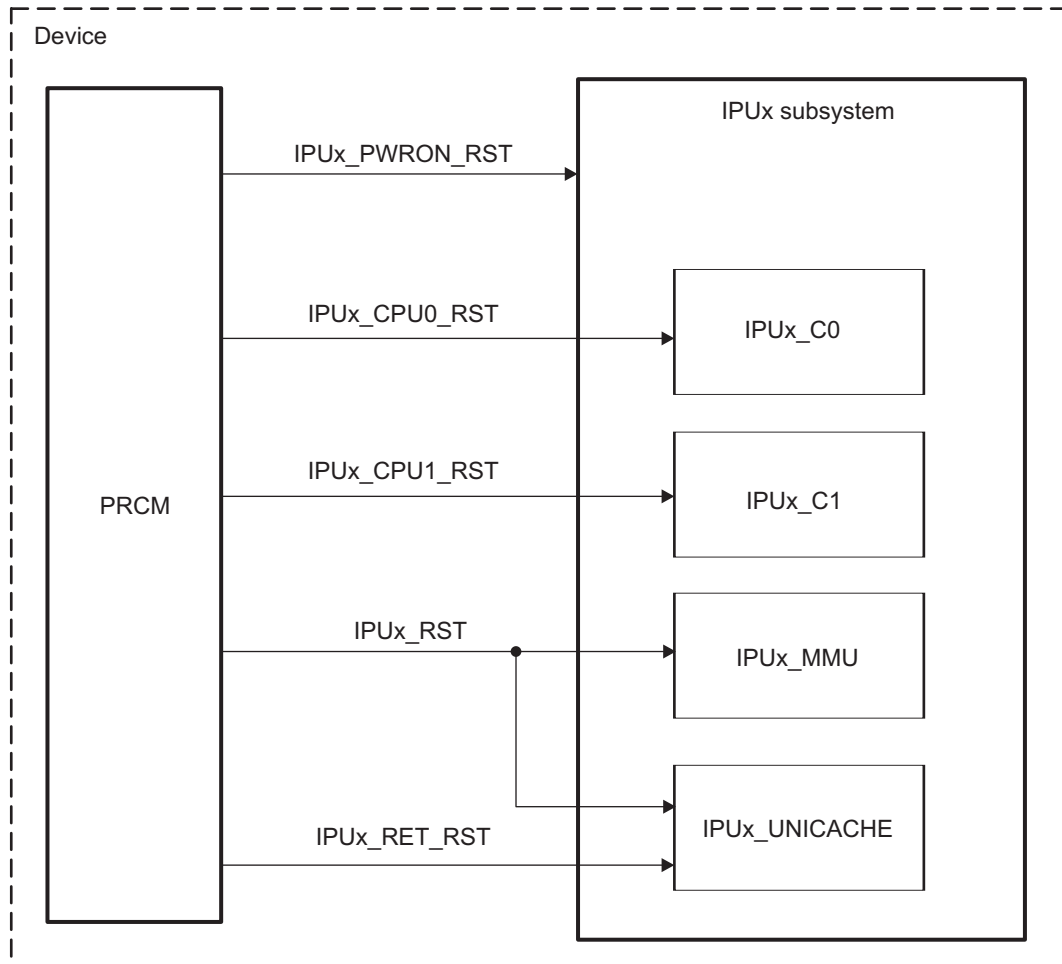 Device
IPUx subsystem
IPUx_PWRON_RST
IPUx_CPU0_RST
IPUx_C0
IPUx_CPU1_RST
IPUx_C1
PRCM
IPUx_RST
IPUx_MMU
IPUx_RET_RST
IPUx_UNICACHE